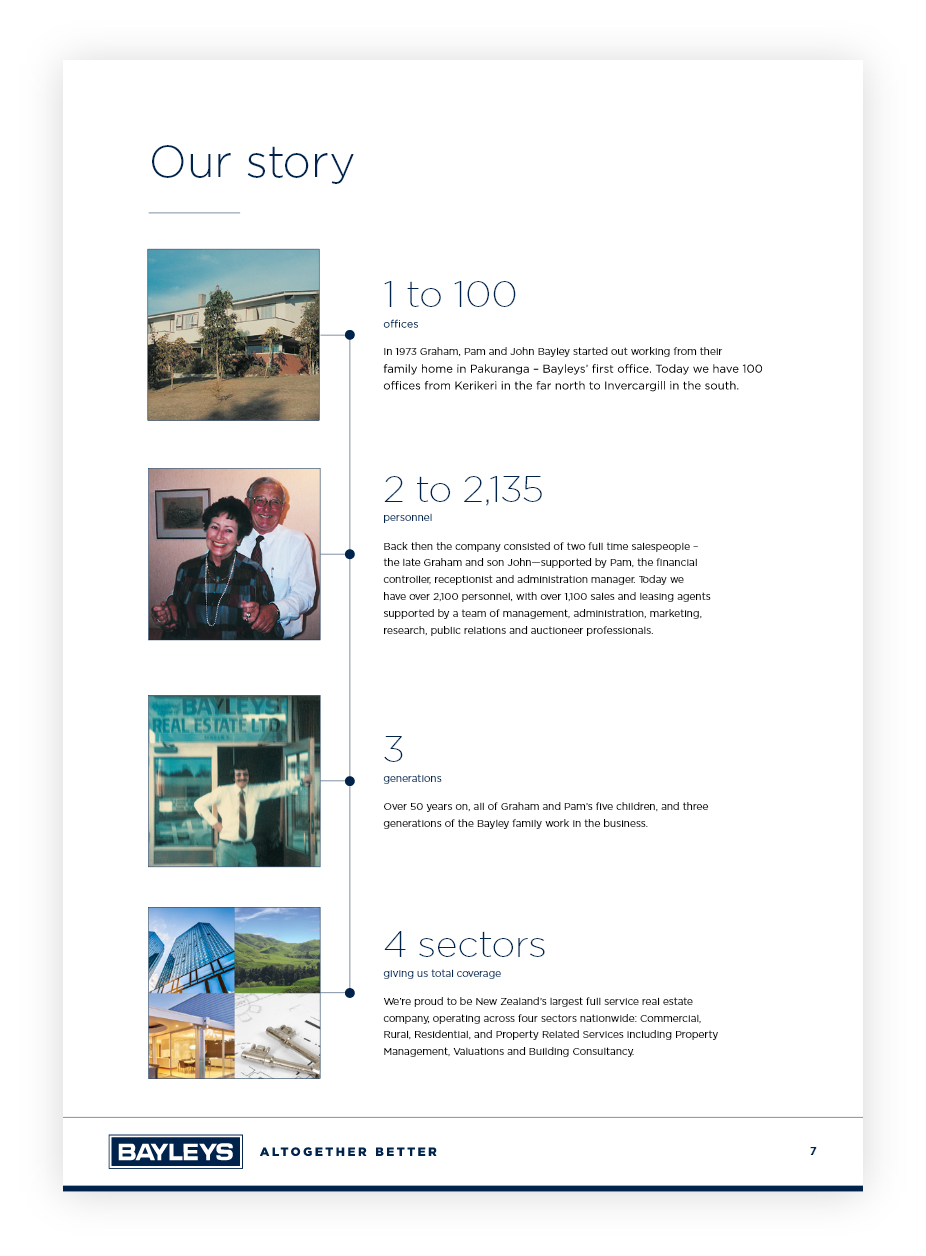 Our story
1 to 100
offices
In 1973 Graham, Pam and John Bayley started out working from their
family home in Pakuranga – Bayleys’ first office. Today we have 100
offices from Kerikeri in the far north to Invercargill in the south.
2 to 2,135
personnel
Back then the company consisted of two full time salespeople –
the late Graham and son John—supported by Pam, the financial
controller, receptionist and administration manager. Today we
have over 2,100 personnel, with over 1,100 sales and leasing agents
supported by a team of management, administration, marketing,
research, public relations and auctioneer professionals.
BAYLEYS
REAL ESTATE LTD
3
generations
Over 50 years on, all of Graham and Pam’s five children, and three
generations of the Bayley family work in the business.
4 sectors
giving us total coverage
We’re proud to be New Zealand’s largest full service real estate
company, operating across four sectors nationwide: Commercial,
Rural, Residential, and Property Related Services including Property
Management, Valuations and Building Consultancy.
BAYLEYS ALTOGETHER BETTER 7